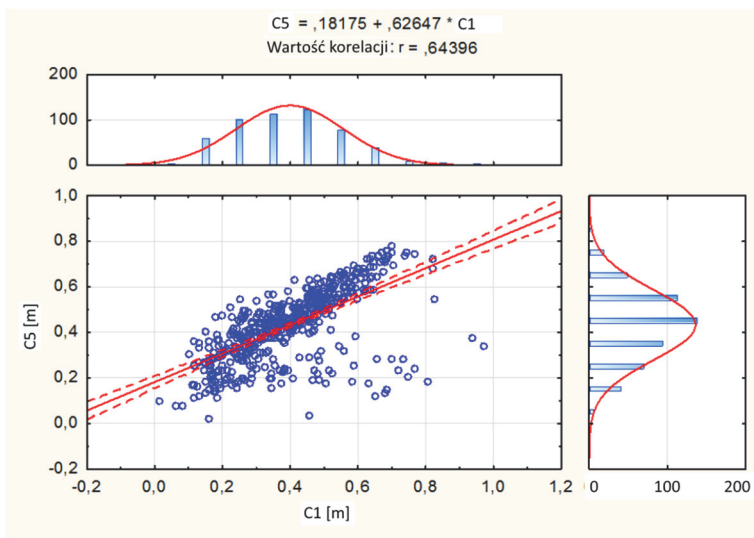 C5 = ,18175 + ,62647 * C1
Wartość korelacji: r = ,64396
200
100
0
1,0
0,8
0,6
0,4
0,2
0,0
-0,2
C5 [m]
-0,2 0,0 0,2 0,4 0,6 0,8 1,0 1,2
C1 [m]
0 100 200